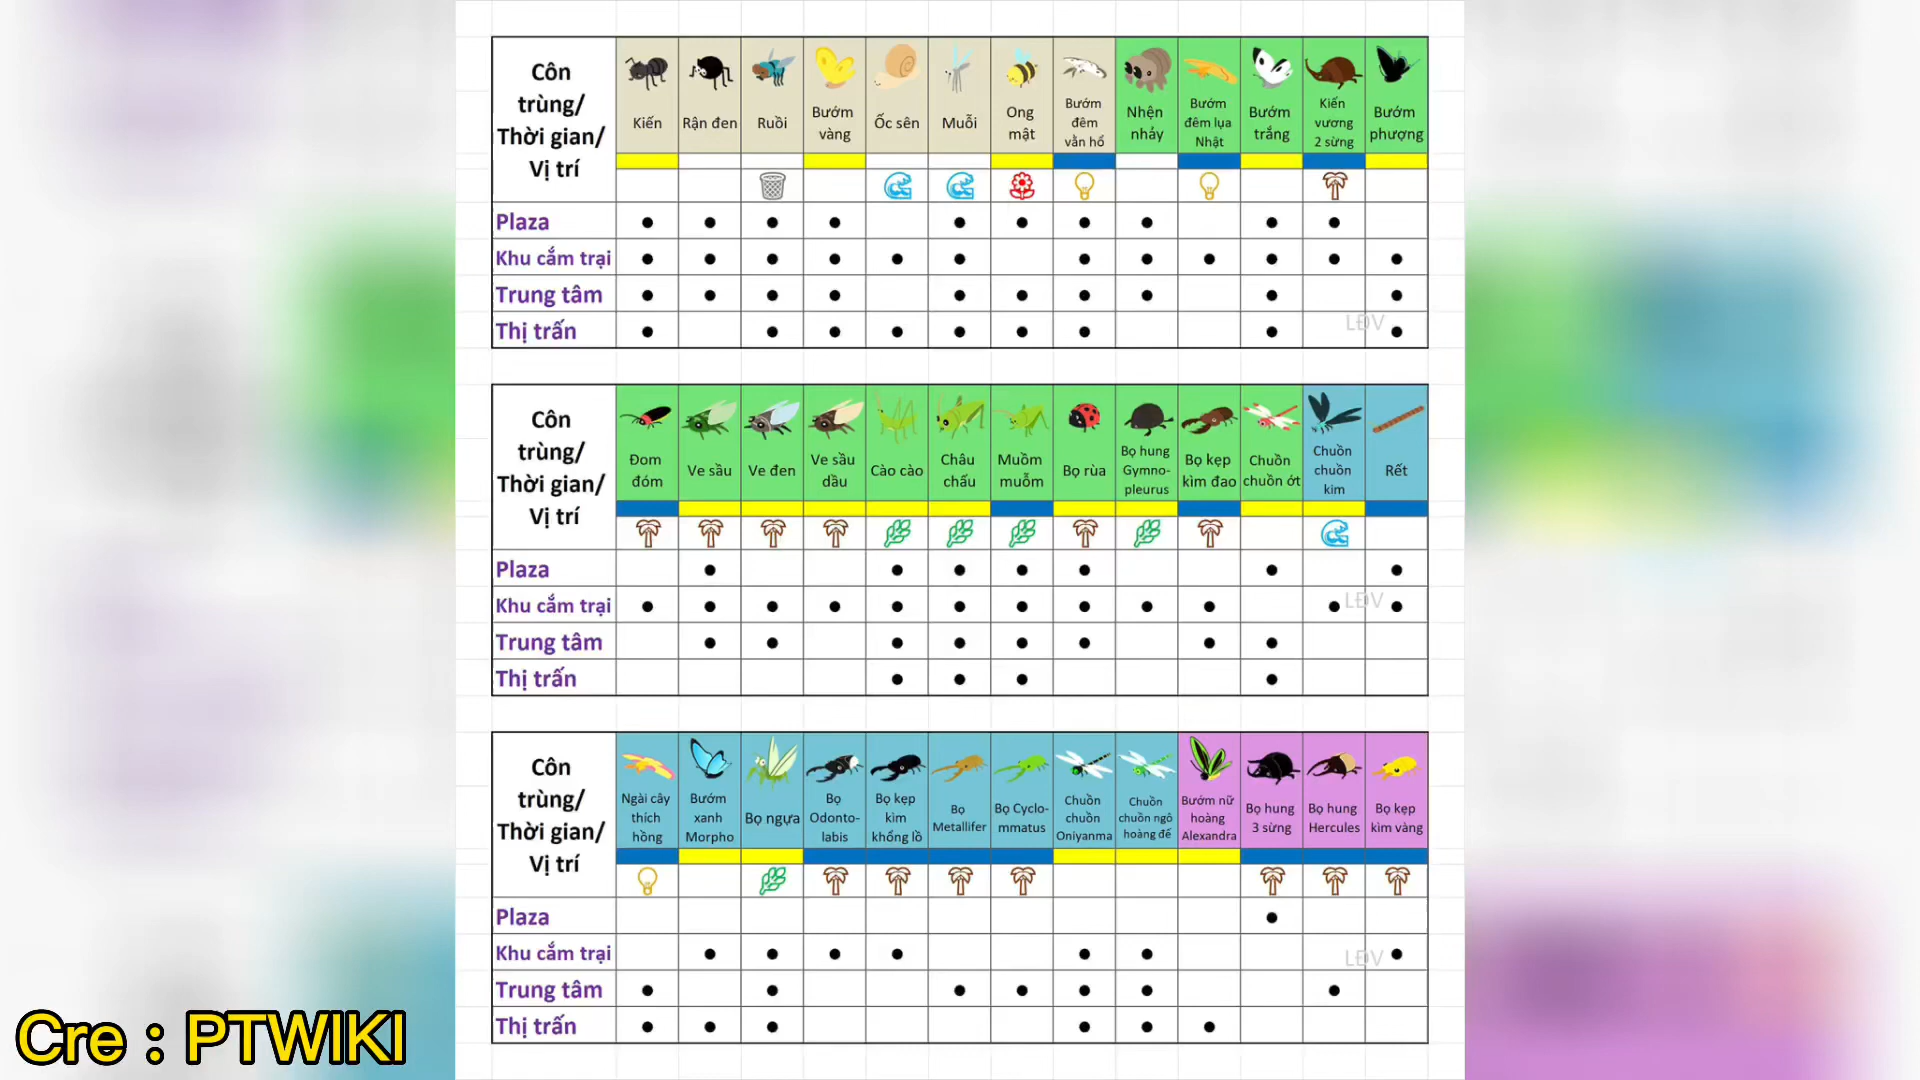 Côn trùng/ Thời gian/ Vị trí
Kiến
Rận đen
Ruồi
Bướm vàng
Ốc sên
Muỗi
Ong mật
Bướm đêm vằn hổ
Nhện nhảy
Bướm đêm lụa Nhật
Bướm trắng
Kiến vương 2 sừng
Bướm phượng
Plaza
Khu cắm trại
Trung tâm
Thị trấn
LĐV
Côn trùng/ Thời gian/ Vị trí
Đom đóm
Ve sầu
Ve đen
Ve sầu dầu
Cào cào
Châu chấu
Muồm muỗm
Bọ rùa
Bọ hung Gymno-pleurus
Bọ kẹp kìm đao
Chuồn chuồn ớt
Chuồn chuồn kim
Rết
Plaza
Khu cắm trại
LĐV
Trung tâm
Thị trấn
Côn trùng/ Thời gian/ Vị trí
Ngài cây thích hồng
Bướm xanh Morpho
Bọ ngựa
Bọ Odonto-labis
Bọ kẹp kìm khổng lồ
Bọ Metallifer
Bọ Cyclo-mmatus
Chuồn chuồn Oniyanma
Chuồn chuồn ngô hoàng đế
Bướm nữ hoàng Alexandra
Bọ hung 3 sừng
Bọ hung Hercules
Bọ kẹp kìm vàng
Plaza
Khu cắm trại
LĐV
Trung tâm
Thị trấn
Cre : PTWIKI